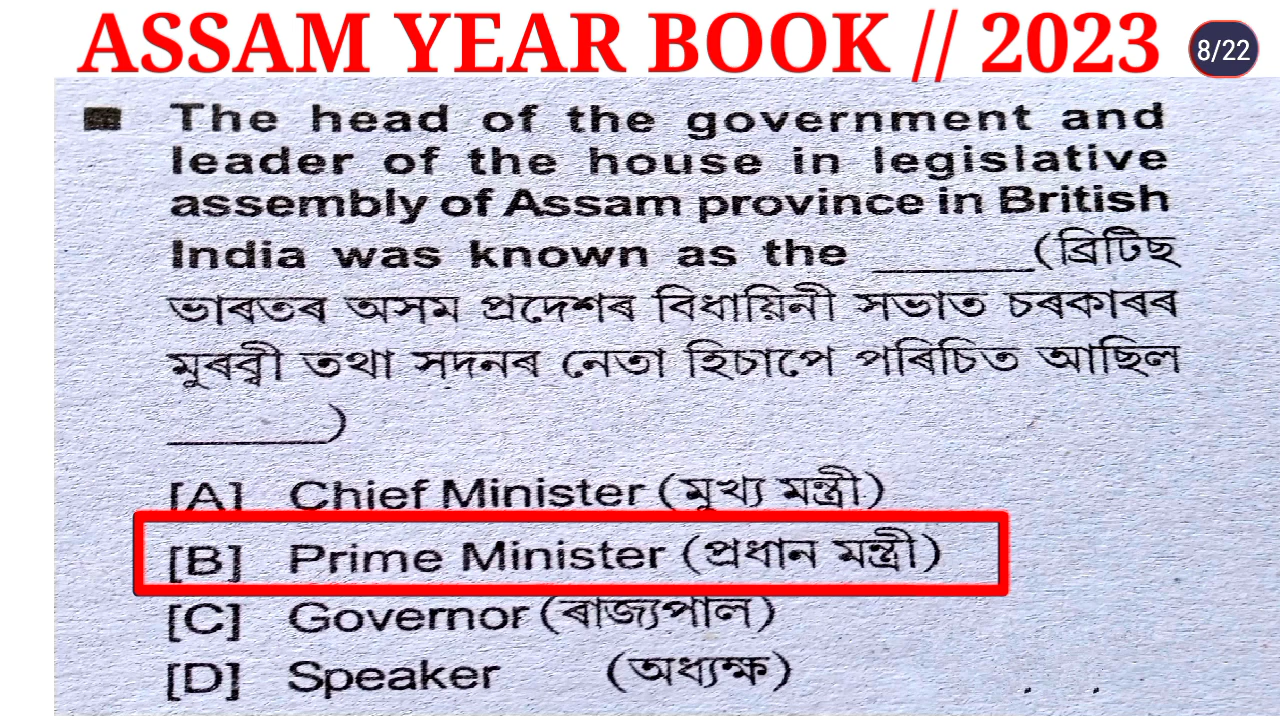 ASSAM YEAR BOOK // 2023
8/22
The head of the government and
leader of the house in legislative
assembly of Assam province in British
India was known as the ______(ব্ৰিটিছ
ভাৰতৰ অসম প্ৰদেশৰ বিধায়িনী সভাত চৰকাৰৰ
মুৰব্বী তথা সদনৰ নেতা হিচাপে পৰিচিত আছিল
______)
[A] Chief Minister (মুখ্য মন্ত্ৰী)
[B] Prime Minister (প্ৰধান মন্ত্ৰী)
[C] Governor (ৰাজ্যপাল)
[D] Speaker (অধ্যক্ষ)